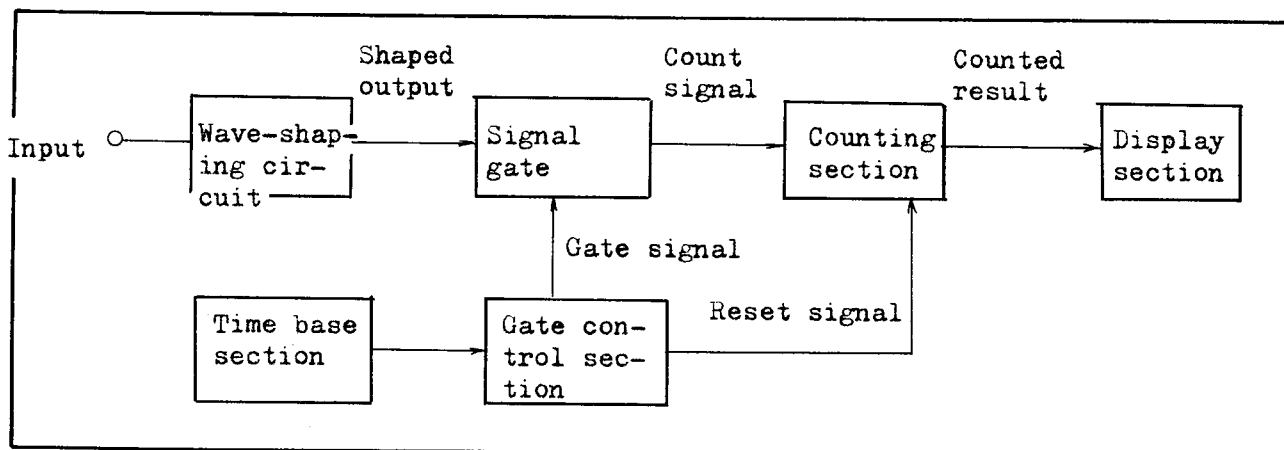 Shaped
output
Count
signal
Counted
result
Input
Wave-shap-
ing cir-
cuit
Signal
gate
Counting
section
Display
section
Gate signal
Time base
section
Gate con-
trol sec-
tion
Reset signal